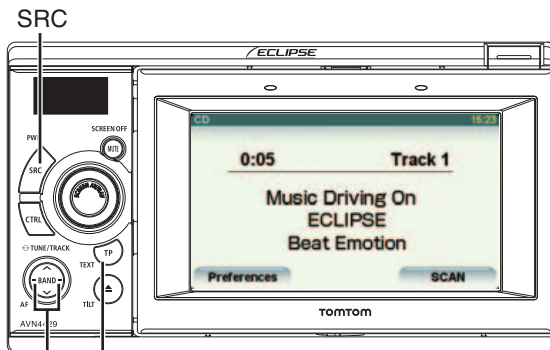 SRC
ECLIPSE
CD 15:23
0:05 Track 1
Music Driving On
ECLIPSE
Beat Emotion
Preferences SCAN
TOMTOM
PWR
SCREEN OFF
MUTE
SRC
CTRL
TUNE/TRACK
TEXT
TP
BAND
AF
TILT